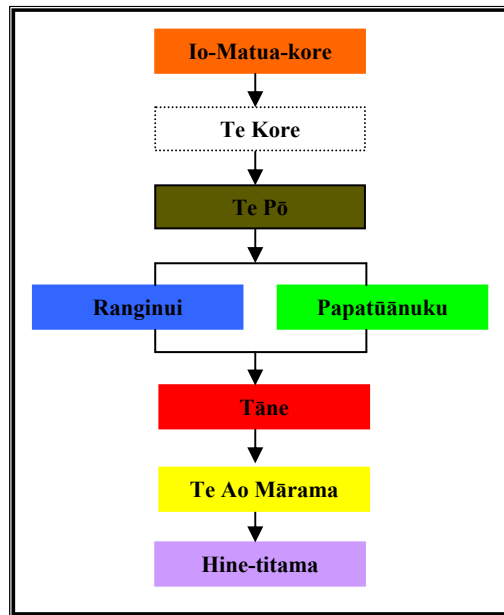 Io-Matua-kore
Te Kore
Te Pō
Ranginui
Papatūānuku
Tāne
Te Ao Mārama
Hine-titama